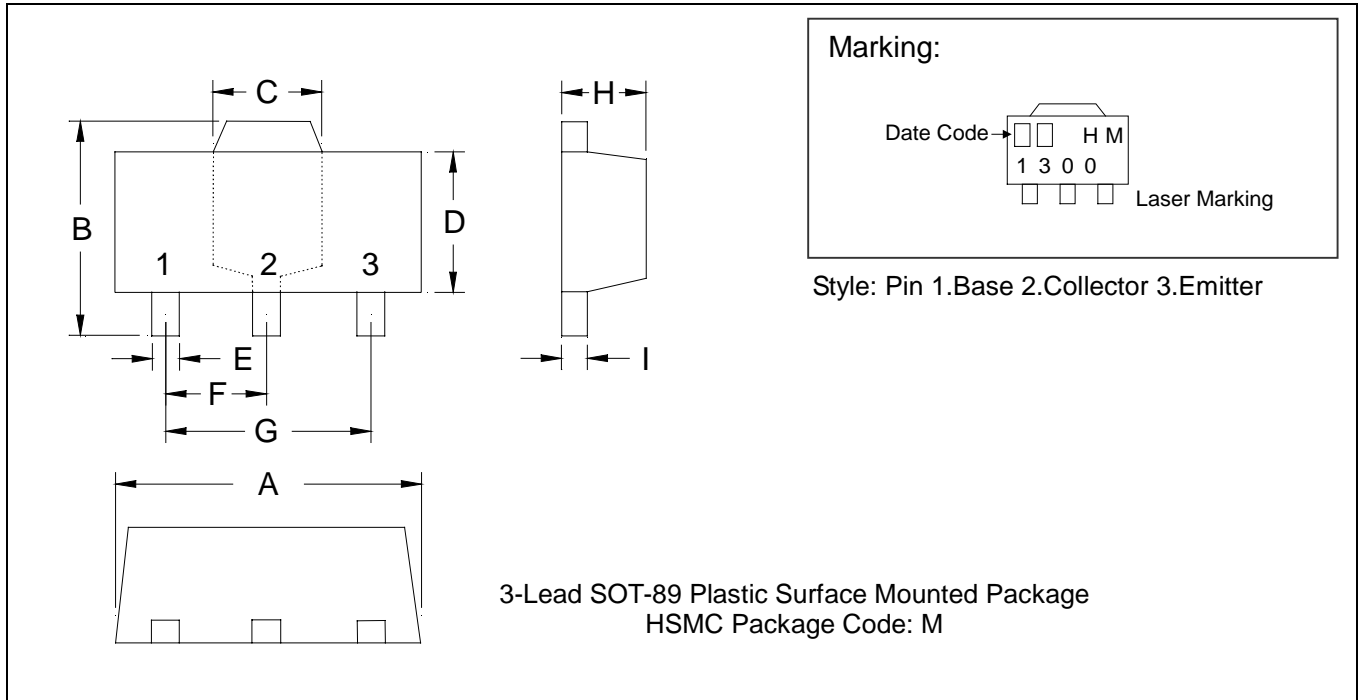 Marking:
Date Code
H M
1 3 0 0
Laser Marking
Style: Pin 1.Base 2.Collector 3.Emitter
C
H
B
D
1 2 3
E
I
F
G
A
3-Lead SOT-89 Plastic Surface Mounted Package
HSMC Package Code: M